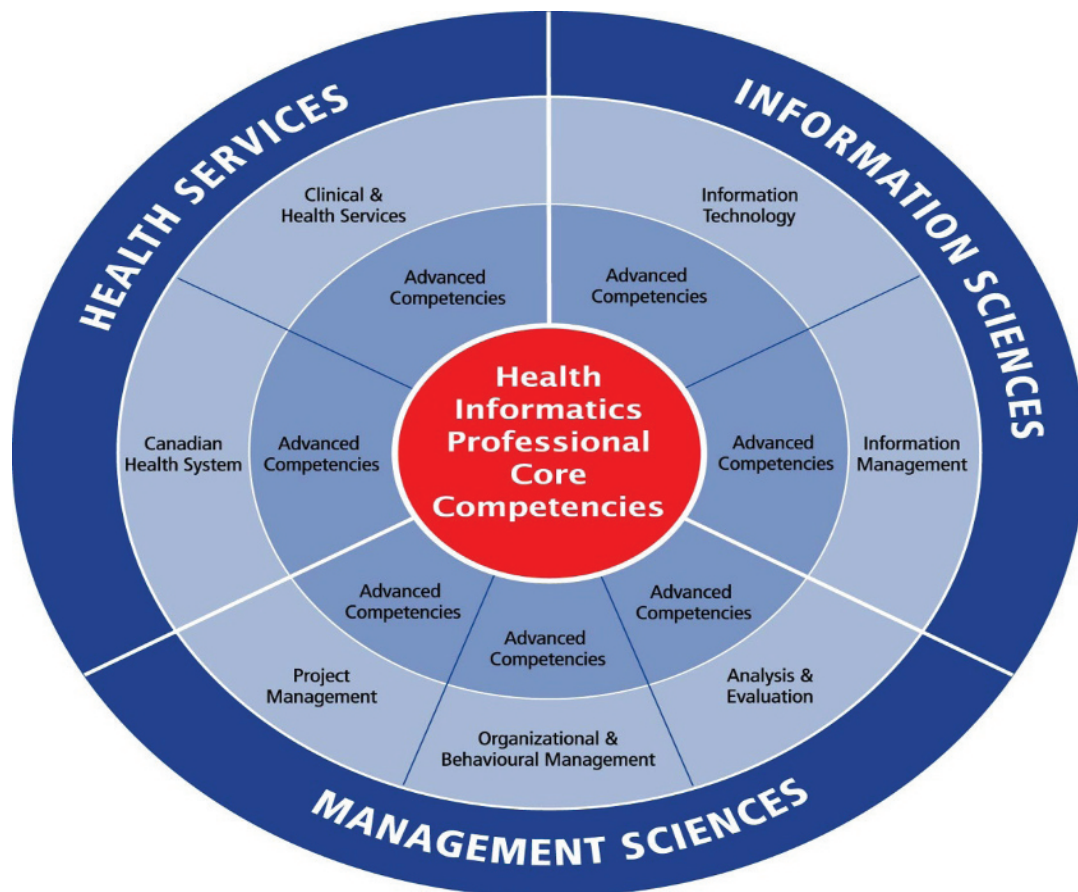 HEALTH SERVICES
INFORMATION SCIENCES
Clinical &
Health Services
Information
Technology
Advanced
Competencies
Advanced
Competencies
Health
Informatics
Professional
Core
Competencies
Canadian
Health System
Advanced
Competencies
Advanced
Competencies
Information
Management
Advanced
Competencies
Advanced
Competencies
Advanced
Competencies
Project
Management
Organizational &
Behavioural Management
Analysis &
Evaluation
MANAGEMENT SCIENCES